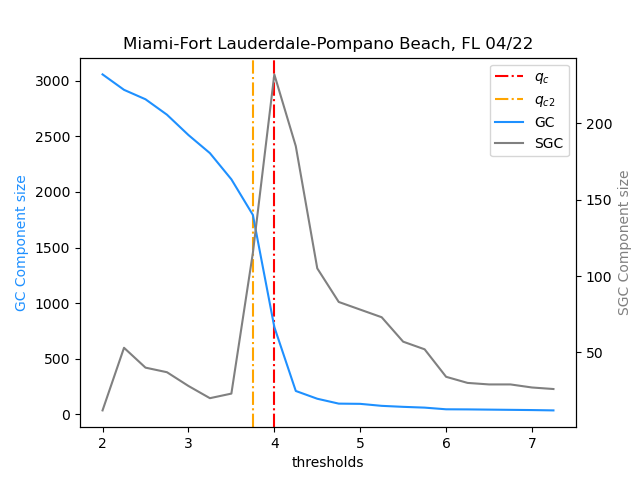 Miami-Fort Lauderdale-Pompano Beach, FL 04/22
GC Component size
3000
2500
2000
1500
1000
500
0
q_c
q_c2
GC
SGC
200
150
100
50
SGC Component size
2 3 4 5 6 7
thresholds